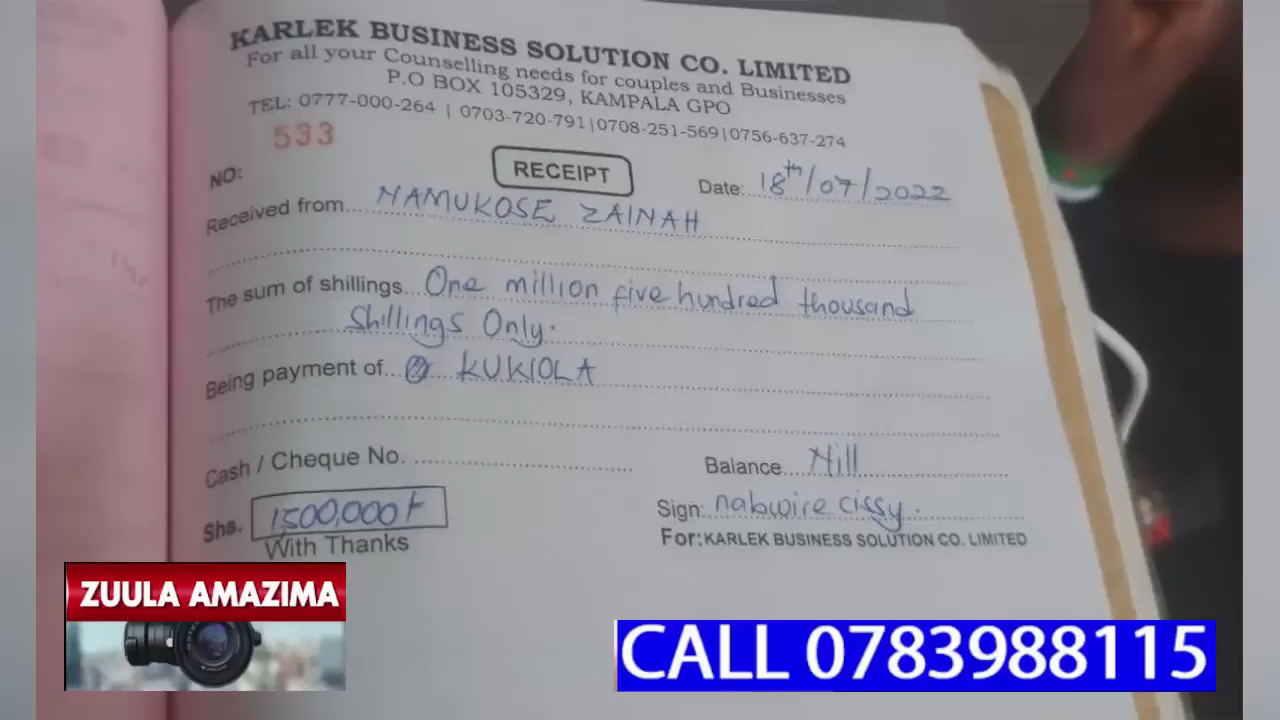 KARLEK BUSINESS SOLUTION CO. LIMITED
For all your Counselling needs for couples and Businesses
P.O BOX 105329, KAMPALA GPO
TEL: 0777-000-264 | 0703-720-791|0708-251-569|0756-637-274
533
NO:
RECEIPT
Date: 18th/07/2022
Received from NAMUKOSE ZAINAH
The sum of shillings One million five hundred thousand
Shillings Only.
Being payment of KUKIOLA
Cash / Cheque No.
Balance Nill
Shs. 1500,000/=
Sign: nabwire cissy.
With Thanks
For: KARLEK BUSINESS SOLUTION CO. LIMITED
ZUULA AMAZIMA
CALL 0783988115